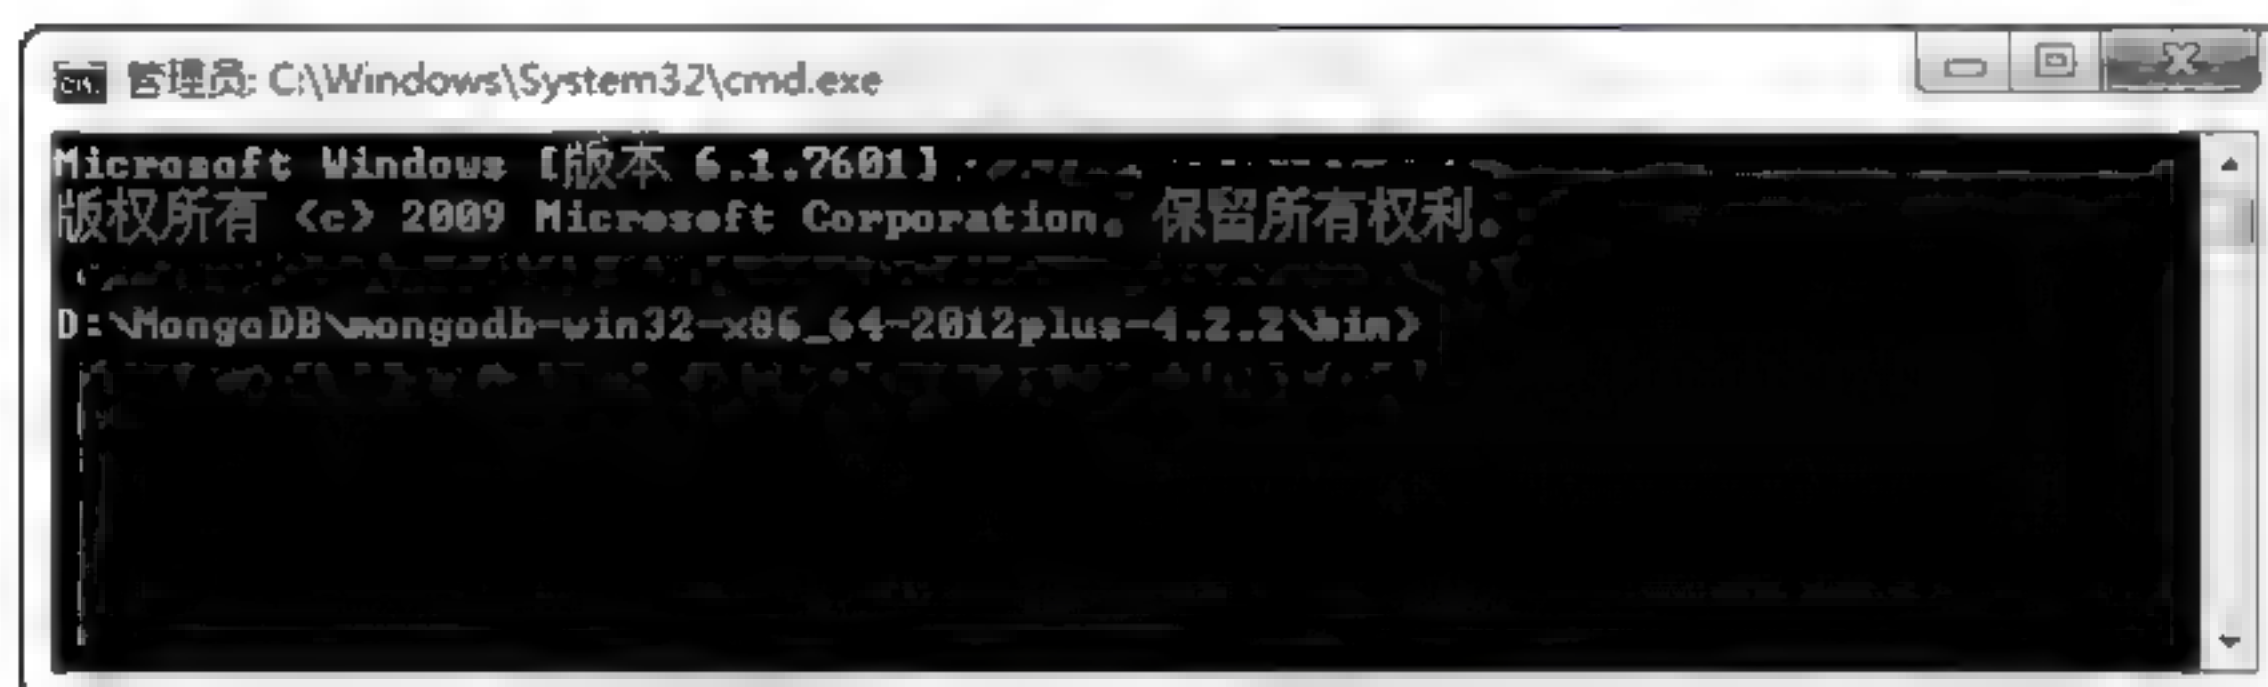 管理员: C:\Windows\System32\cmd.exe
Microsoft Windows [版本 6.1.7601]
版权所有 <c> 2009 Microsoft Corporation。保留所有权利。
D:\MongoDB\mongodb-win32-x86_64-2012plus-4.2.2\bin>